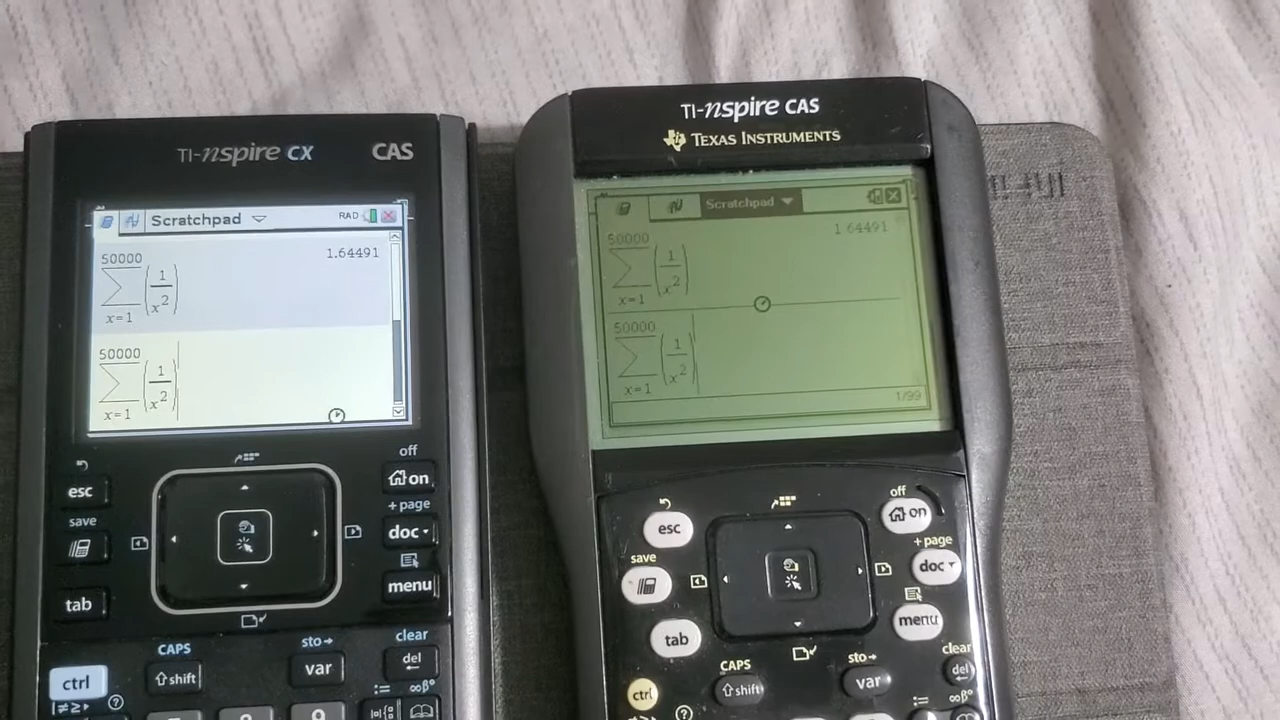 TI-nspire CX CAS
Scratchpad RAD
50000
∑ (1/x²)
x=1
1.64491
50000
∑ (1/x²)
x=1
off
esc
on
+ page
save
doc
tab
menu
CAPS
sto→
clear
ctrl
shift
var
del
|≠≥▸
?
:=
∞β°
9
TI-nspire CAS
TEXAS INSTRUMENTS
Scratchpad
50000
∑ (1/x²)
x=1
1.64491
50000
∑ (1/x²)
x=1
1/99
off
esc
on
+ page
save
doc
tab
menu
CAPS
sto→
clear
ctrl
shift
var
del
?
:=
∞β°